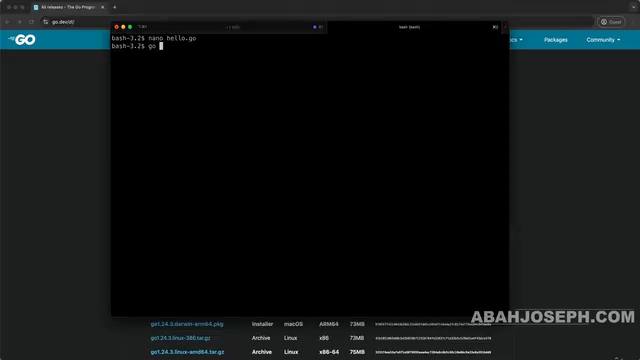 All releases - The Go Program
go.dev/dl/
Guest
GO
Packages
Community
bash (bash)
bash-3.2$ nano hello.go
bash-3.2$ go
go1.24.3.darwin-arm64.pkg Installer macOS ARM64 73MB
go1.24.3.linux-386.tar.gz Archive Linux x86 73MB
go1.24.3.linux-amd64.tar.gz Archive Linux x86-64 75MB
ABAHJOSEPH.COM